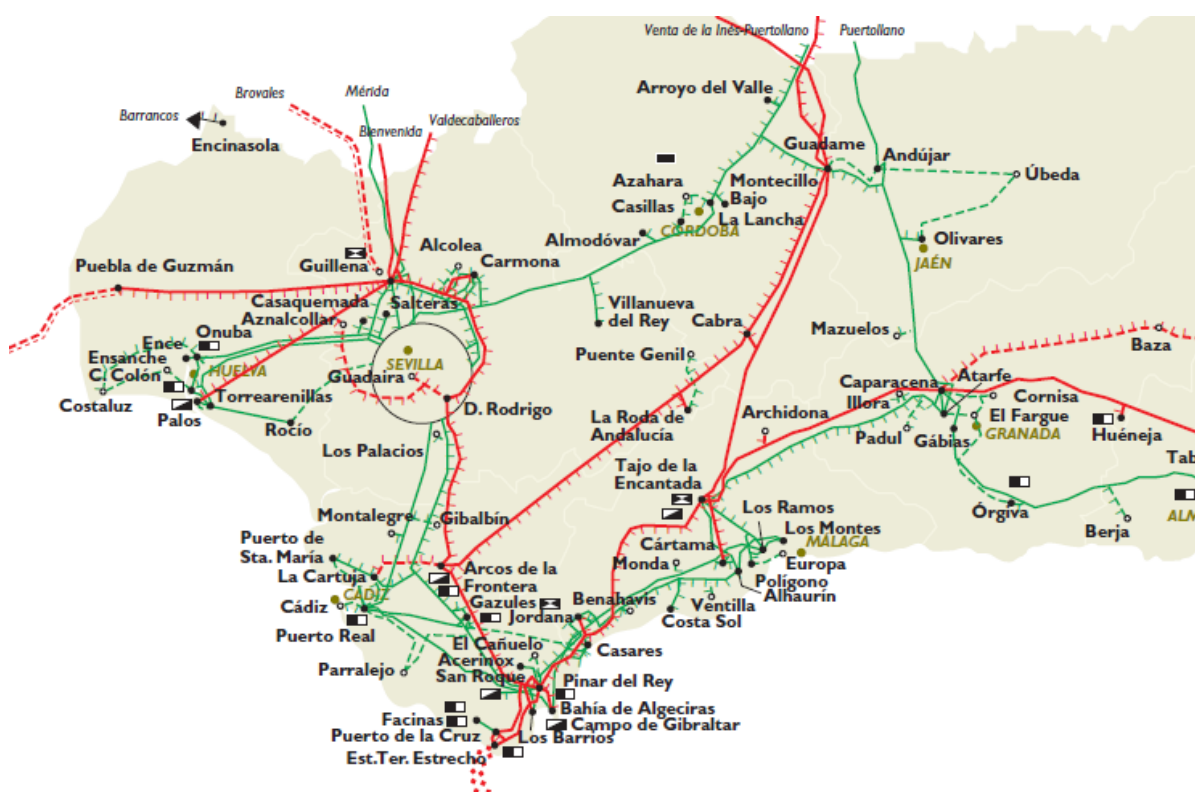 Venta de la Inés-Puertollano
Puertollano
Brovales
Mérida
Arroyo del Valle
Barrancos
Bienvenida
Valdecaballeros
Encinasola
Guadame
Andújar
Azahara
Montecillo
Bajo
Úbeda
Casillas
La Lancha
CÓRDOBA
Almodóvar
Olivares
JAÉN
Alcolea
Carmona
Guillena
Puebla de Guzmán
Casaquemada
Salteras
Aznalcollar
Villanueva
del Rey
Cabra
Mazuelos
Baza
Onuba
Ence
Ensanche
C. Colón
HUELVA
SEVILLA
Guadaira
Puente Genil
Caparacena
Atarfe
Illora
Cornisa
Costaluz
Torrearenillas
Palos
Rocío
D. Rodrigo
La Roda de
Andalucía
Archidona
El Fargue
GRANADA
Huéneja
Padul
Gábias
Los Palacios
Tajo de la
Encantada
Tab
Montalegre
Gibalbín
Los Ramos
Los Montes
Órgiva
ALM
Berja
Puerto de
Sta. María
Cártama
MÁLAGA
La Cartuja
Arcos de la
Frontera
Monda
Europa
Polígono
Alhaurín
CÁDIZ
Cádiz
Gazules
Benahavis
Jordana
Ventilla
Costa Sol
Puerto Real
El Cañuelo
Casares
Parralejo
Acerinox
San Roque
Pinar del Rey
Bahía de Algeciras
Facinas
Campo de Gibraltar
Puerto de la Cruz
Los Barrios
Est.Ter. Estrecho